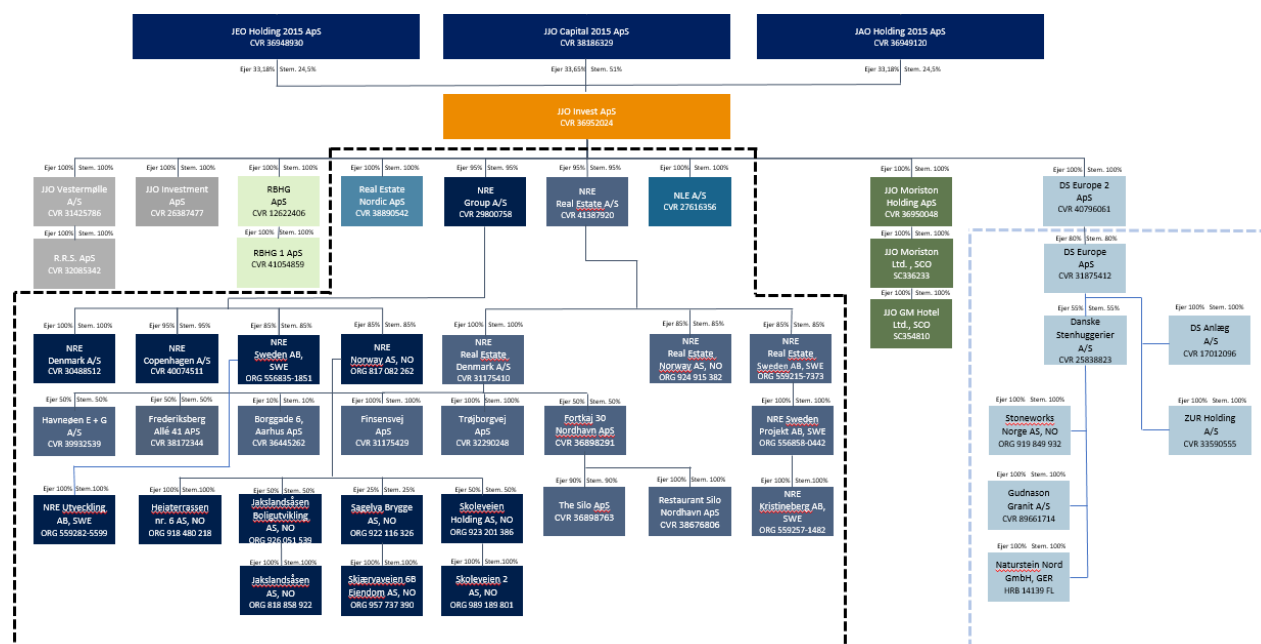 JEO Holding 2015 ApS
CVR 36948930
JJO Capital 2015 ApS
CVR 38186329
JAO Holding 2015 ApS
CVR 36949120
Ejer 33,18% Stem. 24,5%
Ejer 33,65% Stem. 51%
Ejer 33,18% Stem. 24,5%
JJO Invest ApS
CVR 36952024
Ejer 100% Stem. 100%
JJO Vestermølle
A/S
CVR 31425786
Ejer 100% Stem. 100%
JJO Investment
ApS
CVR 26387477
Ejer 100% Stem. 100%
RBHG
ApS
CVR 12622406
Ejer 100% Stem. 100%
Real Estate
Nordic ApS
CVR 38890542
Ejer 95% Stem. 95%
NRE
Group A/S
CVR 29800758
Ejer 95% Stem. 95%
NRE
Real Estate A/S
CVR 41387920
Ejer 100% Stem. 100%
NLE A/S
CVR 27616356
Ejer 100% Stem. 100%
JJO Moriston
Holding ApS
CVR 36950048
Ejer 100% Stem. 100%
DS Europe 2
ApS
CVR 40796061
Ejer 100% Stem. 100%
R.R.S. ApS
CVR 32085342
Ejer 100% Stem. 100%
RBHG 1 ApS
CVR 41054859
Ejer 100% Stem. 100%
JJO Moriston
Ltd. , SCO
SC336233
Ejer 80% Stem. 80%
DS Europe
ApS
CVR 31875412
Ejer 100% Stem. 100%
JJO GM Hotel
Ltd., SCO
SC354810
Ejer 55% Stem. 55%
Danske
Stenhuggerier
A/S
CVR 25838823
Ejer 100% Stem. 100%
DS Anlæg
A/S
CVR 17012096
Ejer 100% Stem. 100%
NRE
Denmark A/S
CVR 30488512
Ejer 95% Stem. 95%
NRE
Copenhagen A/S
CVR 40074511
Ejer 85% Stem. 85%
NRE
Sweden AB,
SWE
ORG 556835-1851
Ejer 85% Stem. 85%
NRE
Norway AS, NO
ORG 817 082 262
Ejer 100% Stem. 100%
NRE
Real Estate
Denmark A/S
CVR 31175410
Ejer 85% Stem. 85%
NRE
Real Estate
Norway AS, NO
ORG 924 915 382
Ejer 85% Stem. 85%
NRE
Real Estate
Sweden AB, SWE
ORG 559215-7373
Ejer 50% Stem. 50%
Havneøen E + G
A/S
CVR 39932539
Ejer 50% Stem. 50%
Frederiksberg
Allé 41 APS
CVR 38172344
Ejer 100% Stem. 100%
Borggade 6,
Aarhus ApS
CVR 36445262
Ejer 100% Stem. 100%
Finsensvej
ApS
CVR 31175429
Ejer 100% Stem. 100%
Trøjborgvej
ApS
CVR 32290248
Ejer 50% Stem. 50%
Fortkaj 30
Nordhavn ApS
CVR 36898291
Ejer 100% Stem.100%
NRE Sweden
Projekt AB, SWE
ORG 556858-0442
Ejer 100% Stem. 100%
Stoneworks
Norge AS, NO
ORG 919 849 932
Ejer 100% Stem. 100%
ZUR Holding
A/S
CVR 33590555
Ejer 100% Stem.100%
NRE Utveckling
AB, SWE
ORG 559282-5599
Ejer 100% Stem.100%
Heiaterrassen
nr. 6 AS, NO
ORG 918 480 218
Ejer 50% Stem. 50%
Jakslandsåsen
Boligutvikling
AS, NO
ORG 926 051 539
Ejer 25% Stem. 25%
Sagelva Brygge
AS, NO
ORG 922 116 326
Ejer 50% Stem. 50%
Skoleveien
Holding AS, NO
ORG 923 201 386
Ejer 90% Stem. 90%
The Silo ApS
CVR 36898763
Ejer 100% Stem. 100%
Restaurant Silo
Nordhavn ApS
CVR 38676806
Ejer 100% Stem.100%
NRE
Kristineberg AB,
SWE
ORG 559257-1482
Ejer 100% Stem. 100%
Gudnason
Granit A/S
CVR 89661714
Ejer 100% Stem.100%
Jakslandsåsen
AS, NO
ORG 818 858 922
Ejer 100% Stem.100%
Skjærvaveien 6B
Eiendom AS, NO
ORG 957 737 390
Ejer 100% Stem.100%
Skoleveien 2
AS, NO
ORG 989 189 801
Ejer 100% Stem. 100%
Naturstein Nord
GmbH, GER
HRB 14139 FL